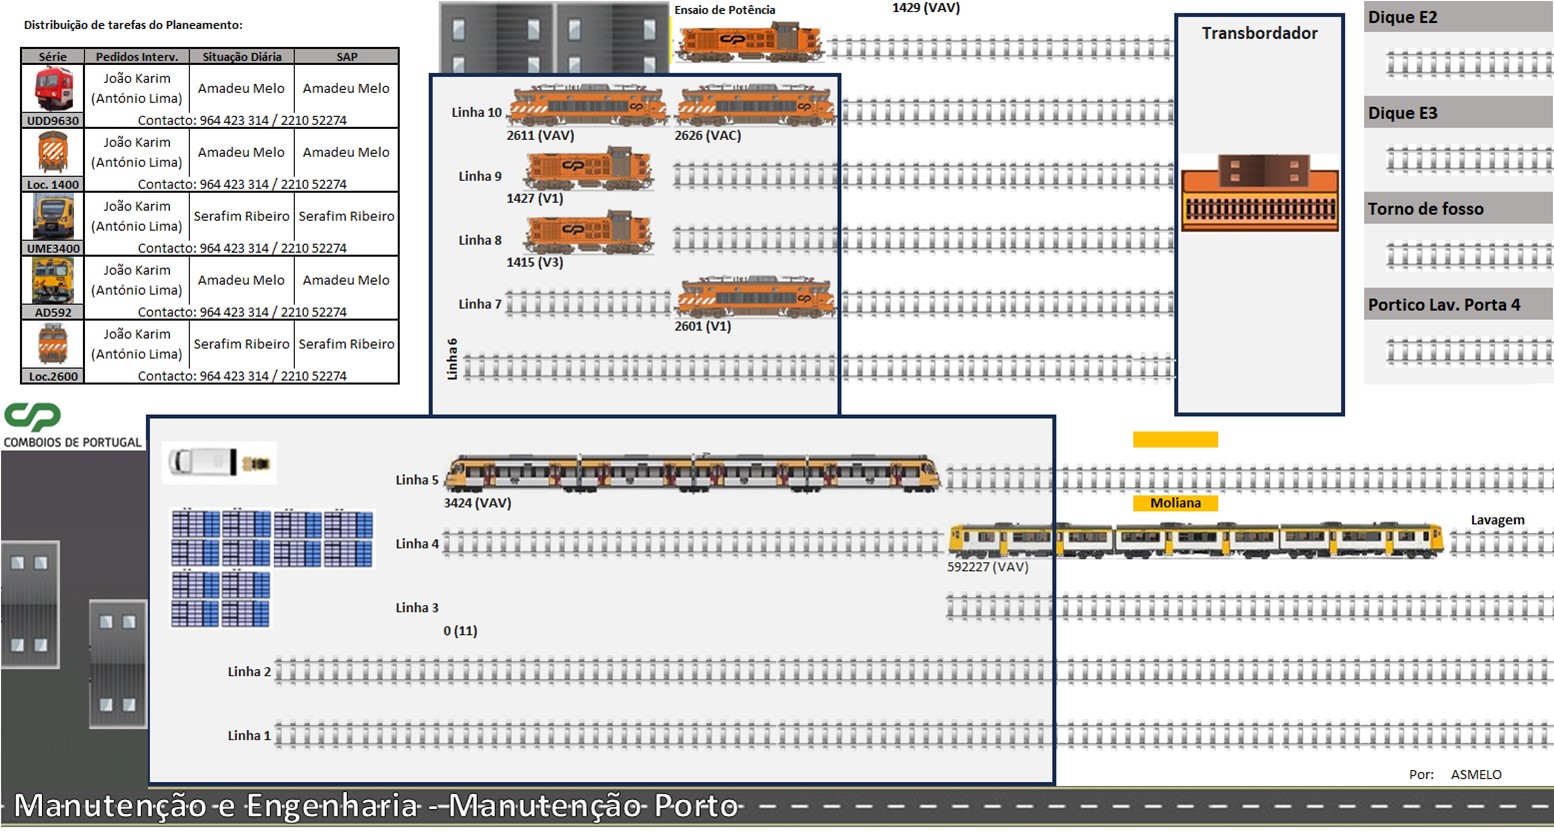 Distribuição de tarefas do Planeamento:
Série Pedidos Interv. Situação Diária SAP
UDD9630 João Karim (António Lima) Amadeu Melo Amadeu Melo
Contacto: 964 423 314 / 2210 52274
Loc. 1400 João Karim (António Lima) Amadeu Melo Amadeu Melo
Contacto: 964 423 314 / 2210 52274
UME3400 João Karim (António Lima) Serafim Ribeiro Serafim Ribeiro
Contacto: 964 423 314 / 2210 52274
AD592 João Karim (António Lima) Amadeu Melo Amadeu Melo
Contacto: 964 423 314 / 2210 52274
Loc.2600 João Karim (António Lima) Serafim Ribeiro Serafim Ribeiro
Contacto: 964 423 314 / 2210 52274
CP
COMBOIOS DE PORTUGAL
Ensaio de Potência
1429 (VAV)
Linha 10
2611 (VAV) 2626 (VAC)
Linha 9
1427 (V1)
Linha 8
1415 (V3)
Linha 7
2601 (V1)
Linha 6
Transbordador
Dique E2
Dique E3
Torno de fosso
Portico Lav. Porta 4
Linha 5
3424 (VAV)
Moliana
Linha 4
592227 (VAV)
Lavagem
Linha 3
0 (11)
Linha 2
Linha 1
Por: ASMELO
Manutenção e Engenharia - Manutenção Porto